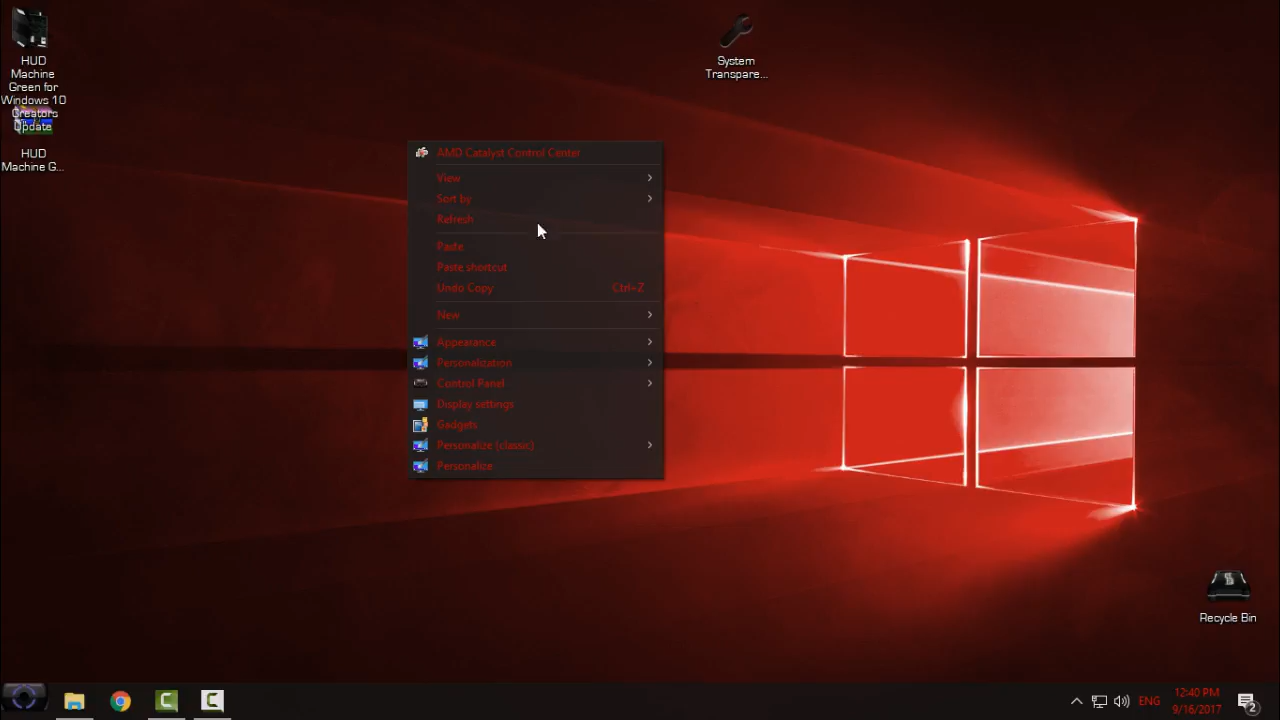 HUD
Machine
Green for
Windows 10
Creators
Update
HUD
Machine G...
System
Transpare...
AMD Catalyst Control Center
View
Sort by
Refresh
Paste
Paste shortcut
Undo Copy Ctrl+Z
New
Appearance
Personalization
Control Panel
Display settings
Gadgets
Personalize (classic)
Personalize
Recycle Bin
ENG
12:40 PM
9/16/2017
2